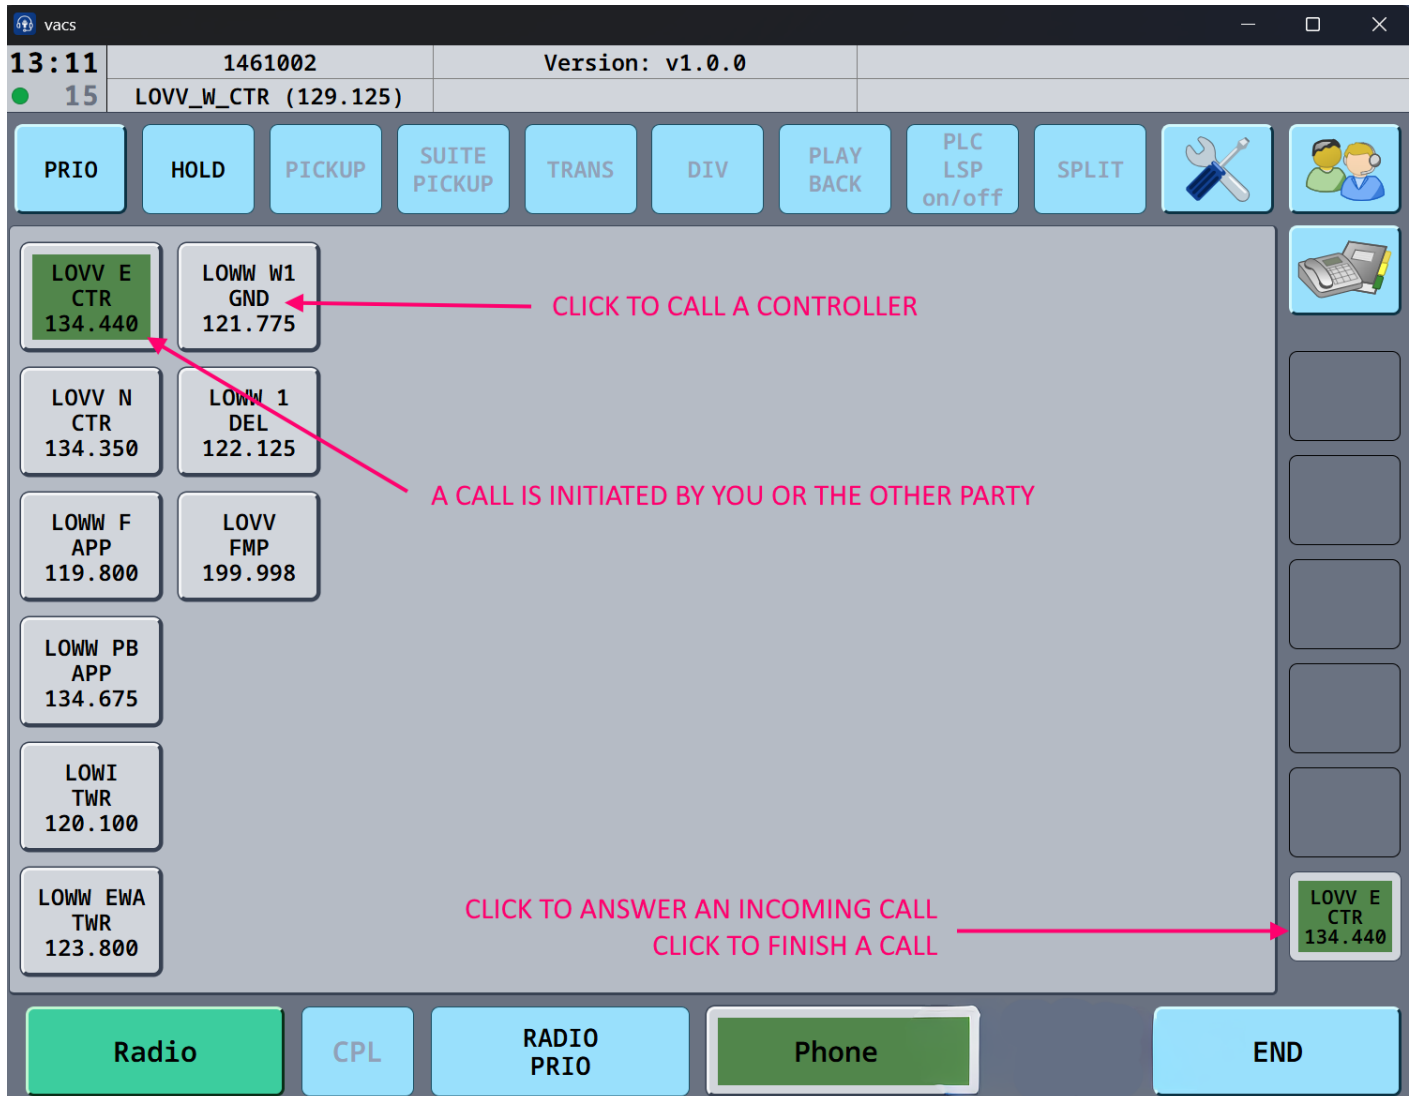 vacs
13:11
1461002
Version: v1.0.0
15
LOVV_W_CTR (129.125)
PRIO
HOLD
PICKUP
SUITE
PICKUP
TRANS
DIV
PLAY
BACK
PLC
LSP
on/off
SPLIT
LOVV E
CTR
134.440
LOWW W1
GND
121.775
CLICK TO CALL A CONTROLLER
LOVV N
CTR
134.350
LOWW 1
DEL
122.125
A CALL IS INITIATED BY YOU OR THE OTHER PARTY
LOWW F
APP
119.800
LOVV
FMP
199.998
LOWW PB
APP
134.675
LOWI
TWR
120.100
LOWW EWA
TWR
123.800
CLICK TO ANSWER AN INCOMING CALL
CLICK TO FINISH A CALL
LOVV E
CTR
134.440
Radio
CPL
RADIO
PRIO
Phone
END